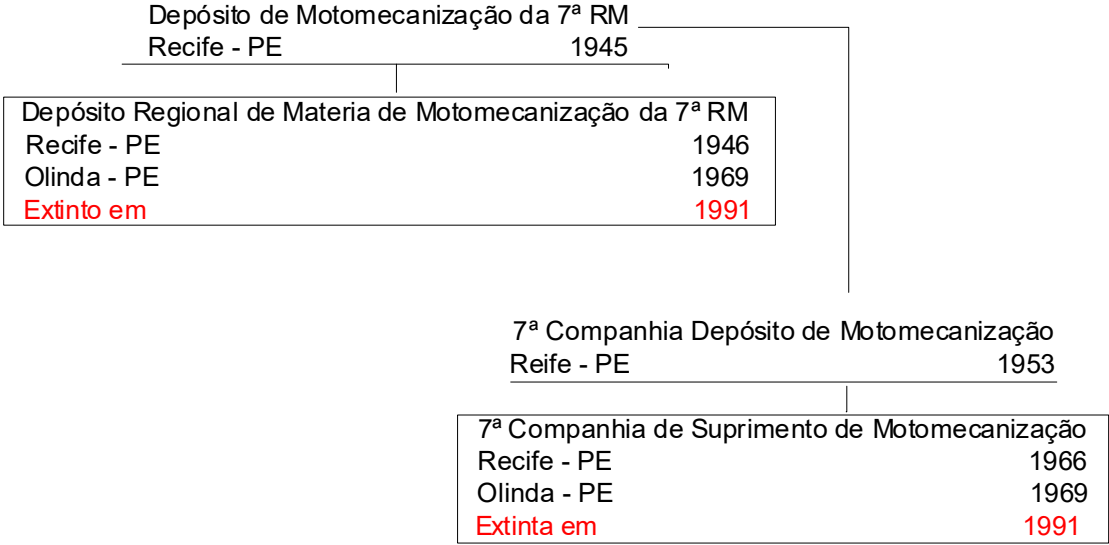 Depósito de Motomecanização da 7ª RM
Recife - PE 1945
Depósito Regional de Materia de Motomecanização da 7ª RM
Recife - PE 1946
Olinda - PE 1969
Extinto em 1991
7ª Companhia Depósito de Motomecanização
Reife - PE 1953
7ª Companhia de Suprimento de Motomecanização
Recife - PE 1966
Olinda - PE 1969
Extinta em 1991